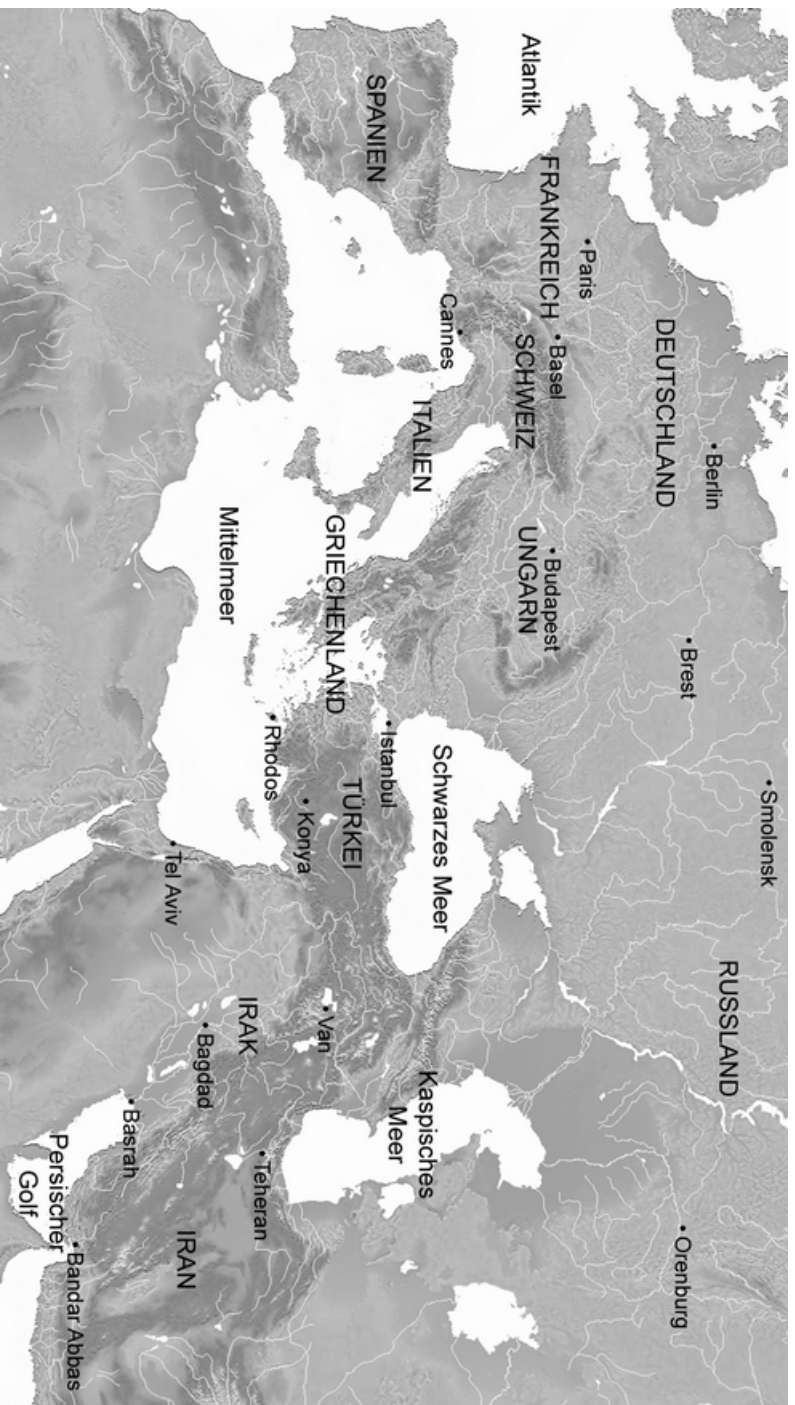 Atlantik
SPANIEN
FRANKREICH
Paris
Cannes
Basel
SCHWEIZ
DEUTSCHLAND
Berlin
ITALIEN
Mittelmeer
GRIECHENLAND
Budapest
UNGARN
Brest
Smolensk
Rhodos
Istanbul
Schwarzes Meer
TÜRKEI
Konya
Tel Aviv
RUSSLAND
IRAK
Van
Bagdad
Kaspisches
Meer
Basrah
Teheran
Persischer
Golf
IRAN
Orenburg
Bandar Abbas